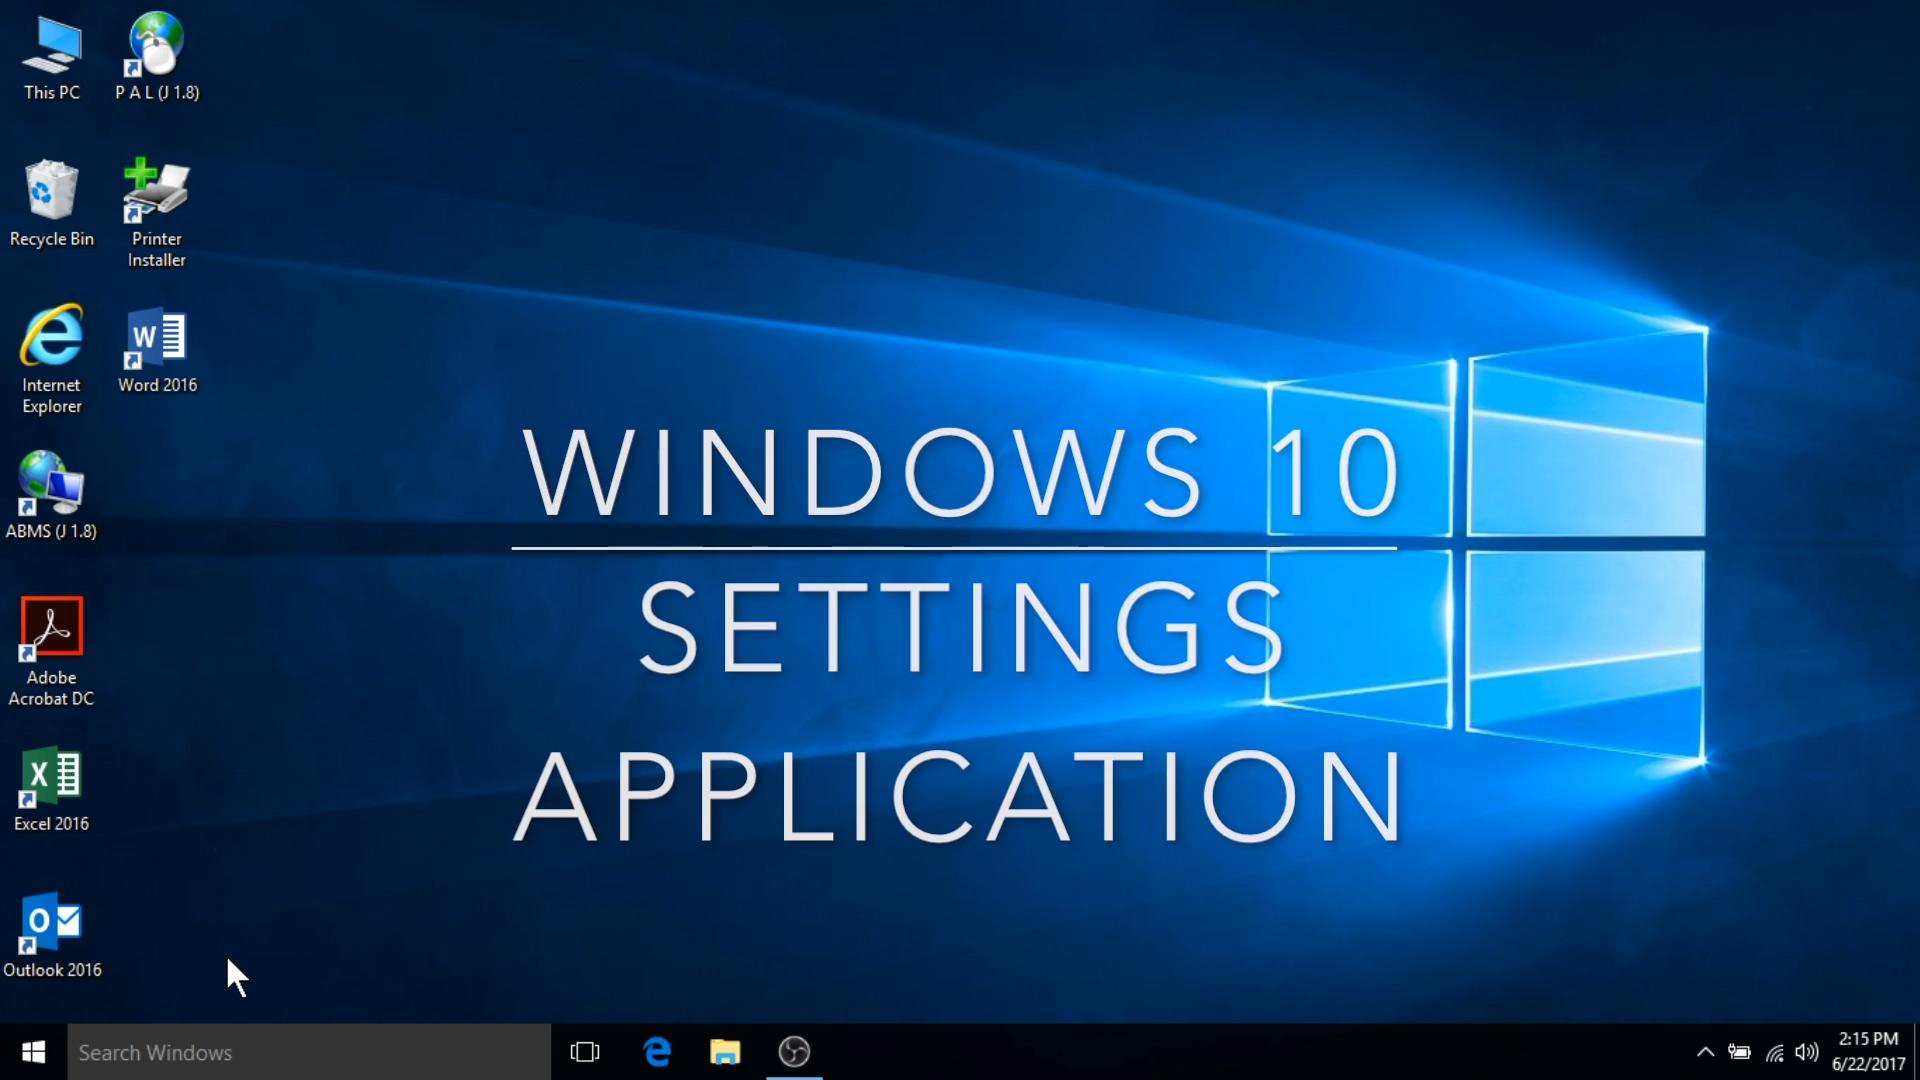 This PC
P A L (J 1.8)
Recycle Bin
Printer
Installer
Internet
Explorer
Word 2016
ABMS (J 1.8)
Adobe
Acrobat DC
Excel 2016
Outlook 2016
WINDOWS 10
SETTINGS
APPLICATION
Search Windows
2:15 PM
6/22/2017